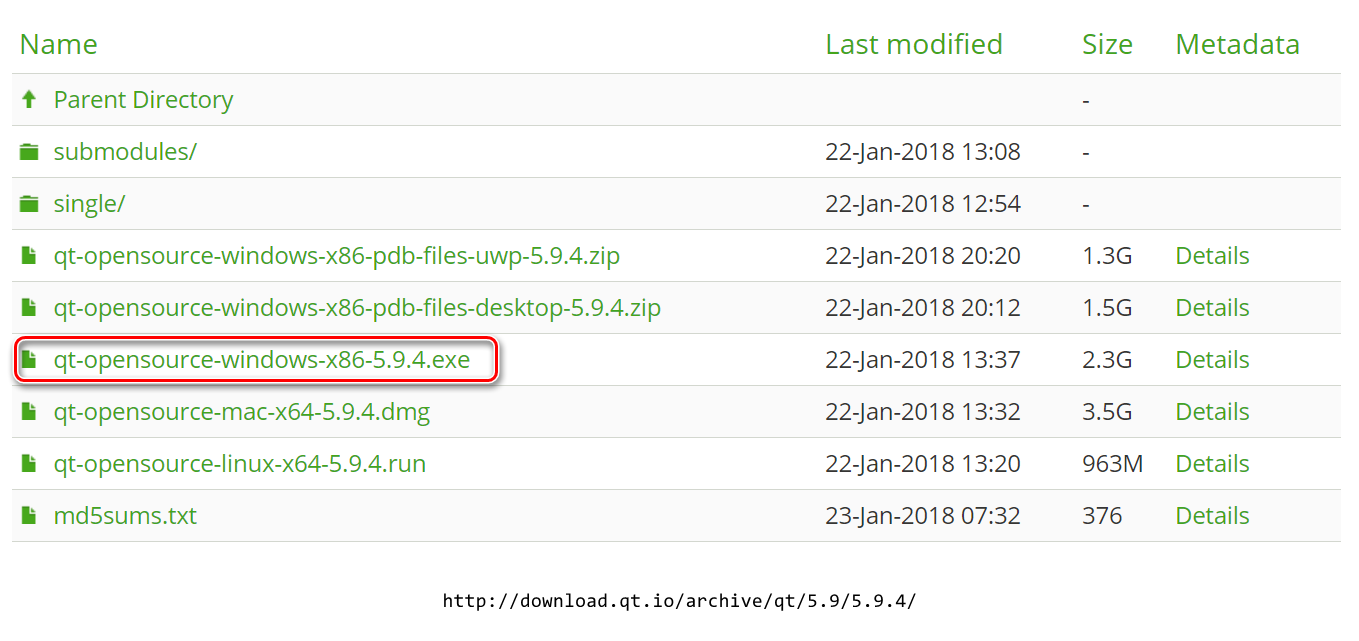 Name Last modified Size Metadata
Parent Directory -
submodules/ 22-Jan-2018 13:08 -
single/ 22-Jan-2018 12:54 -
qt-opensource-windows-x86-pdb-files-uwp-5.9.4.zip 22-Jan-2018 20:20 1.3G Details
qt-opensource-windows-x86-pdb-files-desktop-5.9.4.zip 22-Jan-2018 20:12 1.5G Details
qt-opensource-windows-x86-5.9.4.exe 22-Jan-2018 13:37 2.3G Details
qt-opensource-mac-x64-5.9.4.dmg 22-Jan-2018 13:32 3.5G Details
qt-opensource-linux-x64-5.9.4.run 22-Jan-2018 13:20 963M Details
md5sums.txt 23-Jan-2018 07:32 376 Details
http://download.qt.io/archive/qt/5.9/5.9.4/